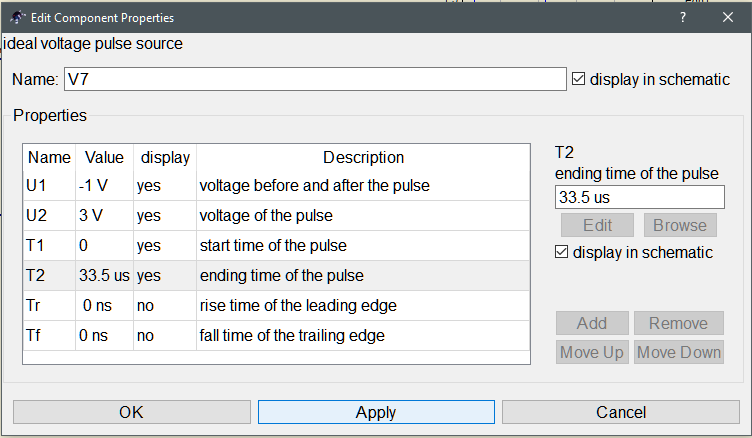 Edit Component Properties
ideal voltage pulse source
Name: V7 display in schematic
Properties
Name Value display Description
U1 -1 V yes voltage before and after the pulse
U2 3 V yes voltage of the pulse
T1 0 yes start time of the pulse
T2 33.5 us yes ending time of the pulse
Tr 0 ns no rise time of the leading edge
Tf 0 ns no fall time of the trailing edge
T2
ending time of the pulse
33.5 us
Edit Browse
display in schematic
Add Remove
Move Up Move Down
OK Apply Cancel